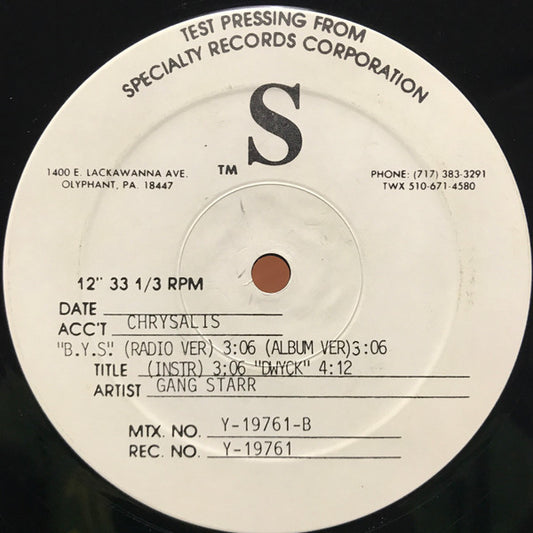 TEST PRESSING FROM
SPECIALTY RECORDS CORPORATION
S
TM
1400 E. LACKAWANNA AVE.
OLYPHANT, PA. 18447
PHONE: (717) 383-3291
TWX 510-671-4580
12" 33 1/3 RPM
DATE
ACC'T CHRYSALIS
"B.Y.S." (RADIO VER) 3:06 (ALBUM VER)3:06
TITLE (INSTR) 3:06 "DWYCK" 4:12
ARTIST GANG STARR
MTX. NO. Y-19761-B
REC. NO. Y-19761